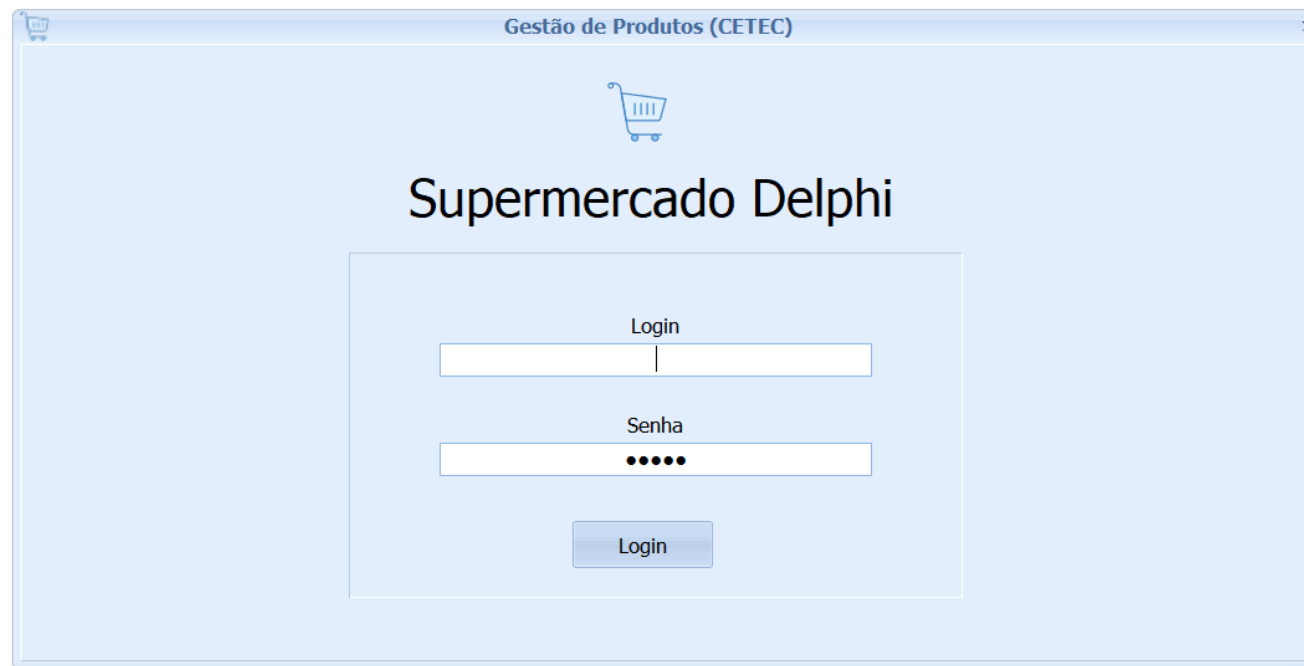 Gestão de Produtos (CETEC)
Supermercado Delphi
Login
Senha
•••••
Login